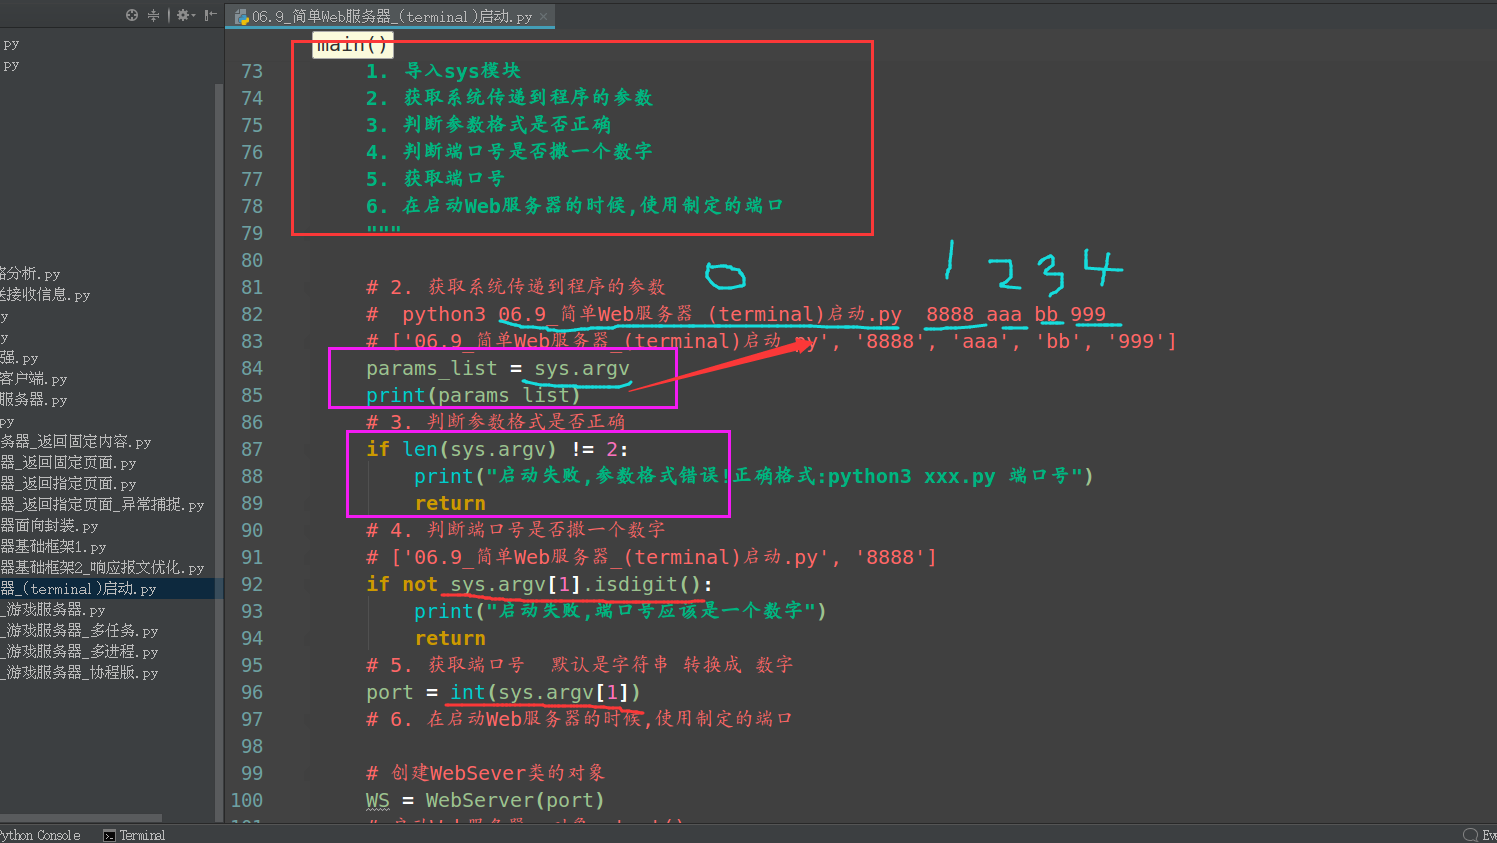 06.9_简单Web服务器_(terminal)启动.py
.py
.py
main()
73 1. 导入sys模块
74 2. 获取系统传递到程序的参数
75 3. 判断参数格式是否正确
76 4. 判断端口号是否撒一个数字
77 5. 获取端口号
78 6. 在启动Web服务器的时候,使用制定的端口
79 """
80
81 # 2. 获取系统传递到程序的参数
0 1 2 3 4
82 # python3 06.9_简单Web服务器_(terminal)启动.py 8888 aaa bb 999
83 # ['06.9_简单Web服务器_(terminal)启动.py', '8888', 'aaa', 'bb', '999']
84 params_list = sys.argv
85 print(params_list)
86 # 3. 判断参数格式是否正确
87 if len(sys.argv) != 2:
88 print("启动失败,参数格式错误!正确格式:python3 xxx.py 端口号")
89 return
90 # 4. 判断端口号是否撒一个数字
91 # ['06.9_简单Web服务器_(terminal)启动.py', '8888']
92 if not sys.argv[1].isdigit():
93 print("启动失败,端口号应该是一个数字")
94 return
95 # 5. 获取端口号 默认是字符串 转换成 数字
96 port = int(sys.argv[1])
97 # 6. 在启动Web服务器的时候,使用制定的端口
98
99 # 创建WebSever类的对象
100 WS = WebServer(port)
分析.py
接收信息.py
y
y
强.py
客户端.py
服务器.py
py
务器_返回固定内容.py
器_返回固定页面.py
器_返回指定页面.py
器_返回指定页面_异常捕捉.py
器面向封装.py
器基础框架1.py
器基础框架2_响应报文优化.py
器_(terminal)启动.py
_游戏服务器.py
_游戏服务器_多任务.py
_游戏服务器_多进程.py
_游戏服务器_协程版.py
ython Console
Terminal
Eve